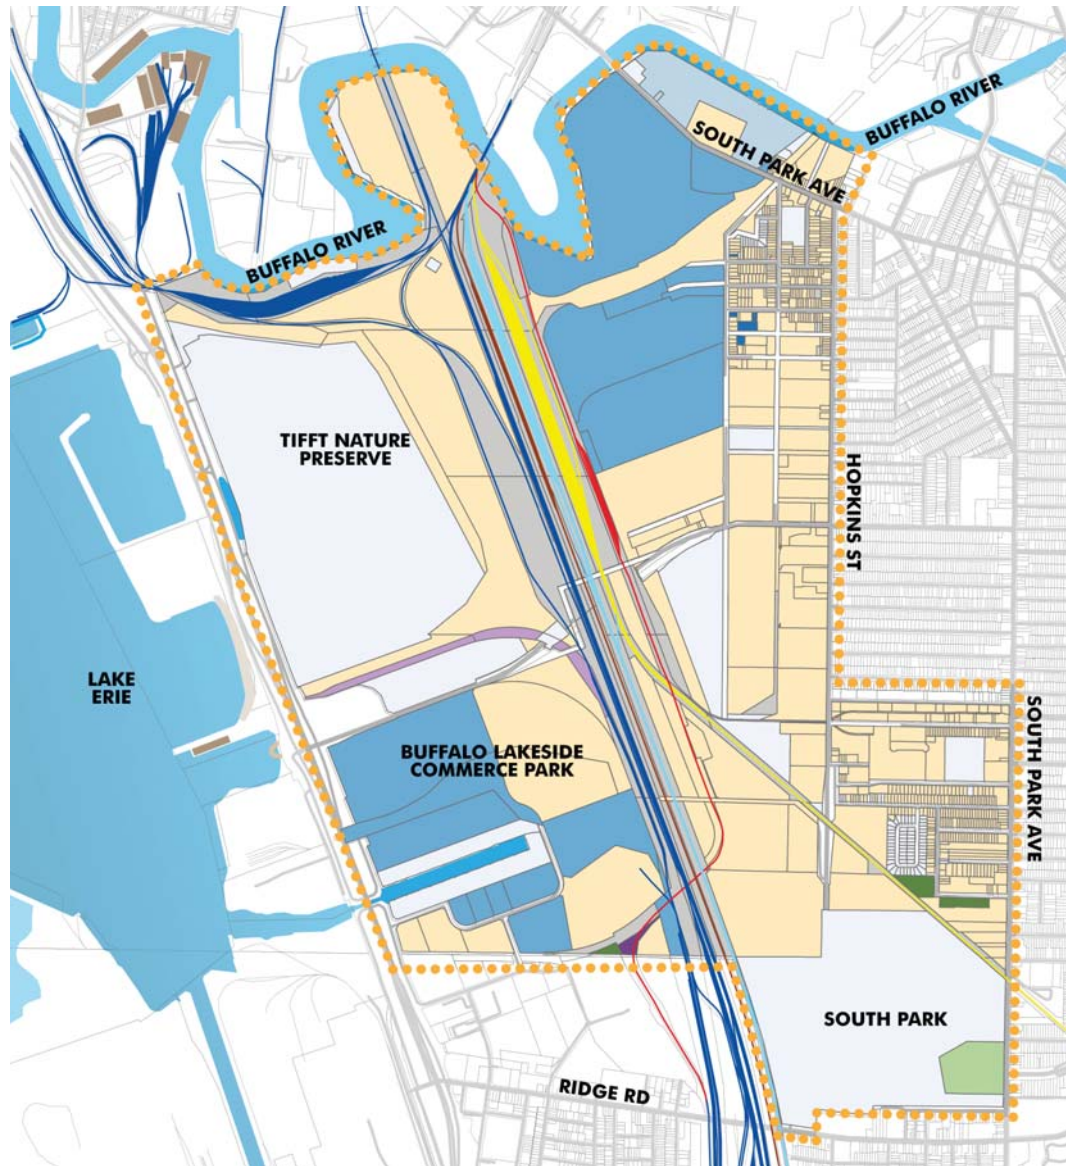 BUFFALO RIVER
SOUTH PARK AVE
BUFFALO RIVER
TIFFT NATURE
PRESERVE
HOPKINS ST
LAKE
ERIE
BUFFALO LAKESIDE
COMMERCE PARK
SOUTH PARK AVE
SOUTH PARK
RIDGE RD